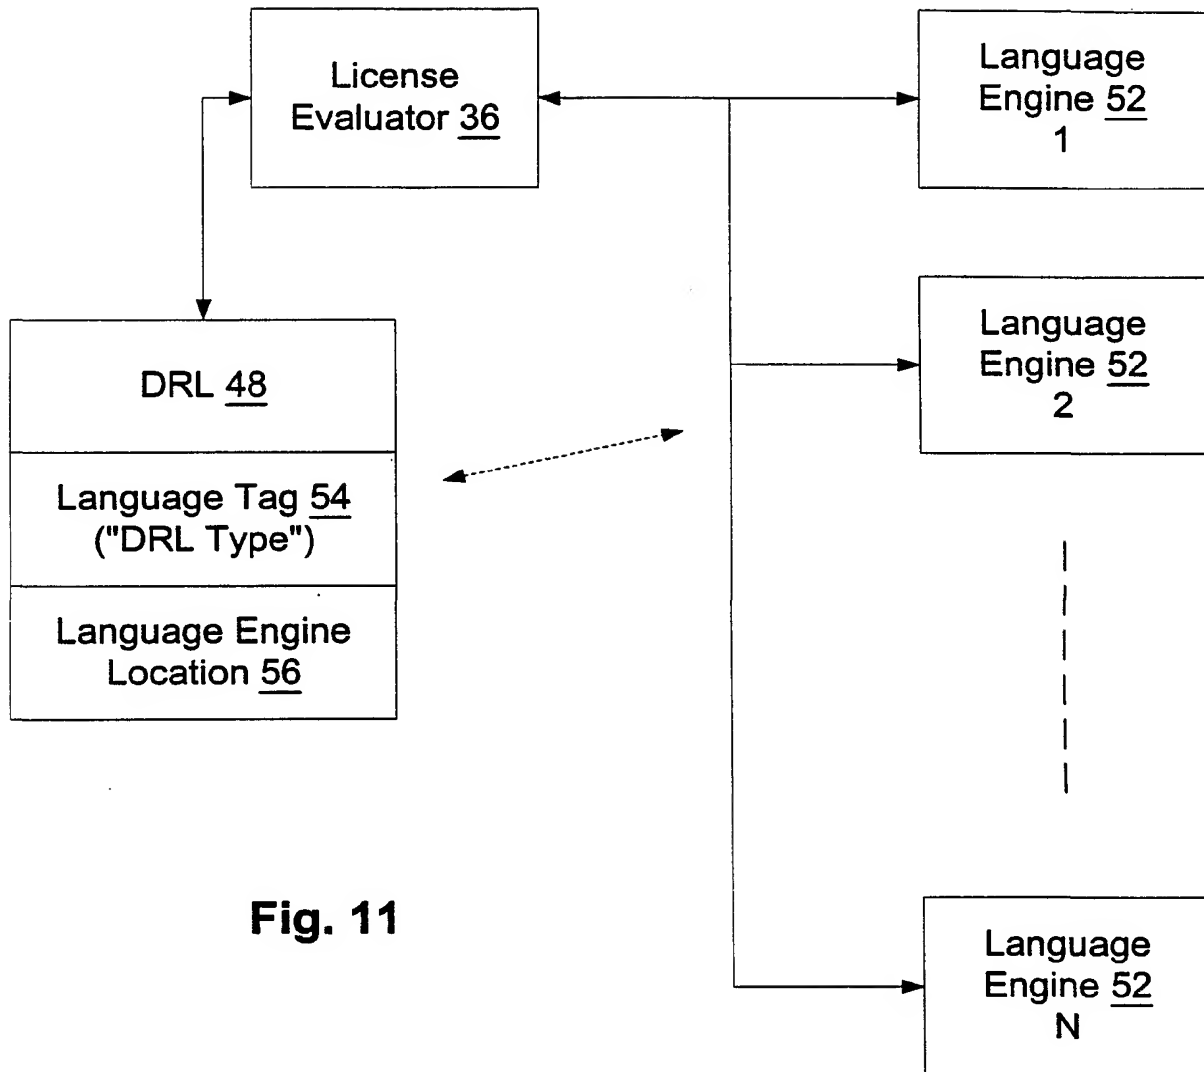 License
Evaluator 36
Language
Engine 52
1
Language
Engine 52
2
DRL 48
Language Tag 54
("DRL Type")
Language Engine
Location 56
Fig. 11
Language
Engine 52
N